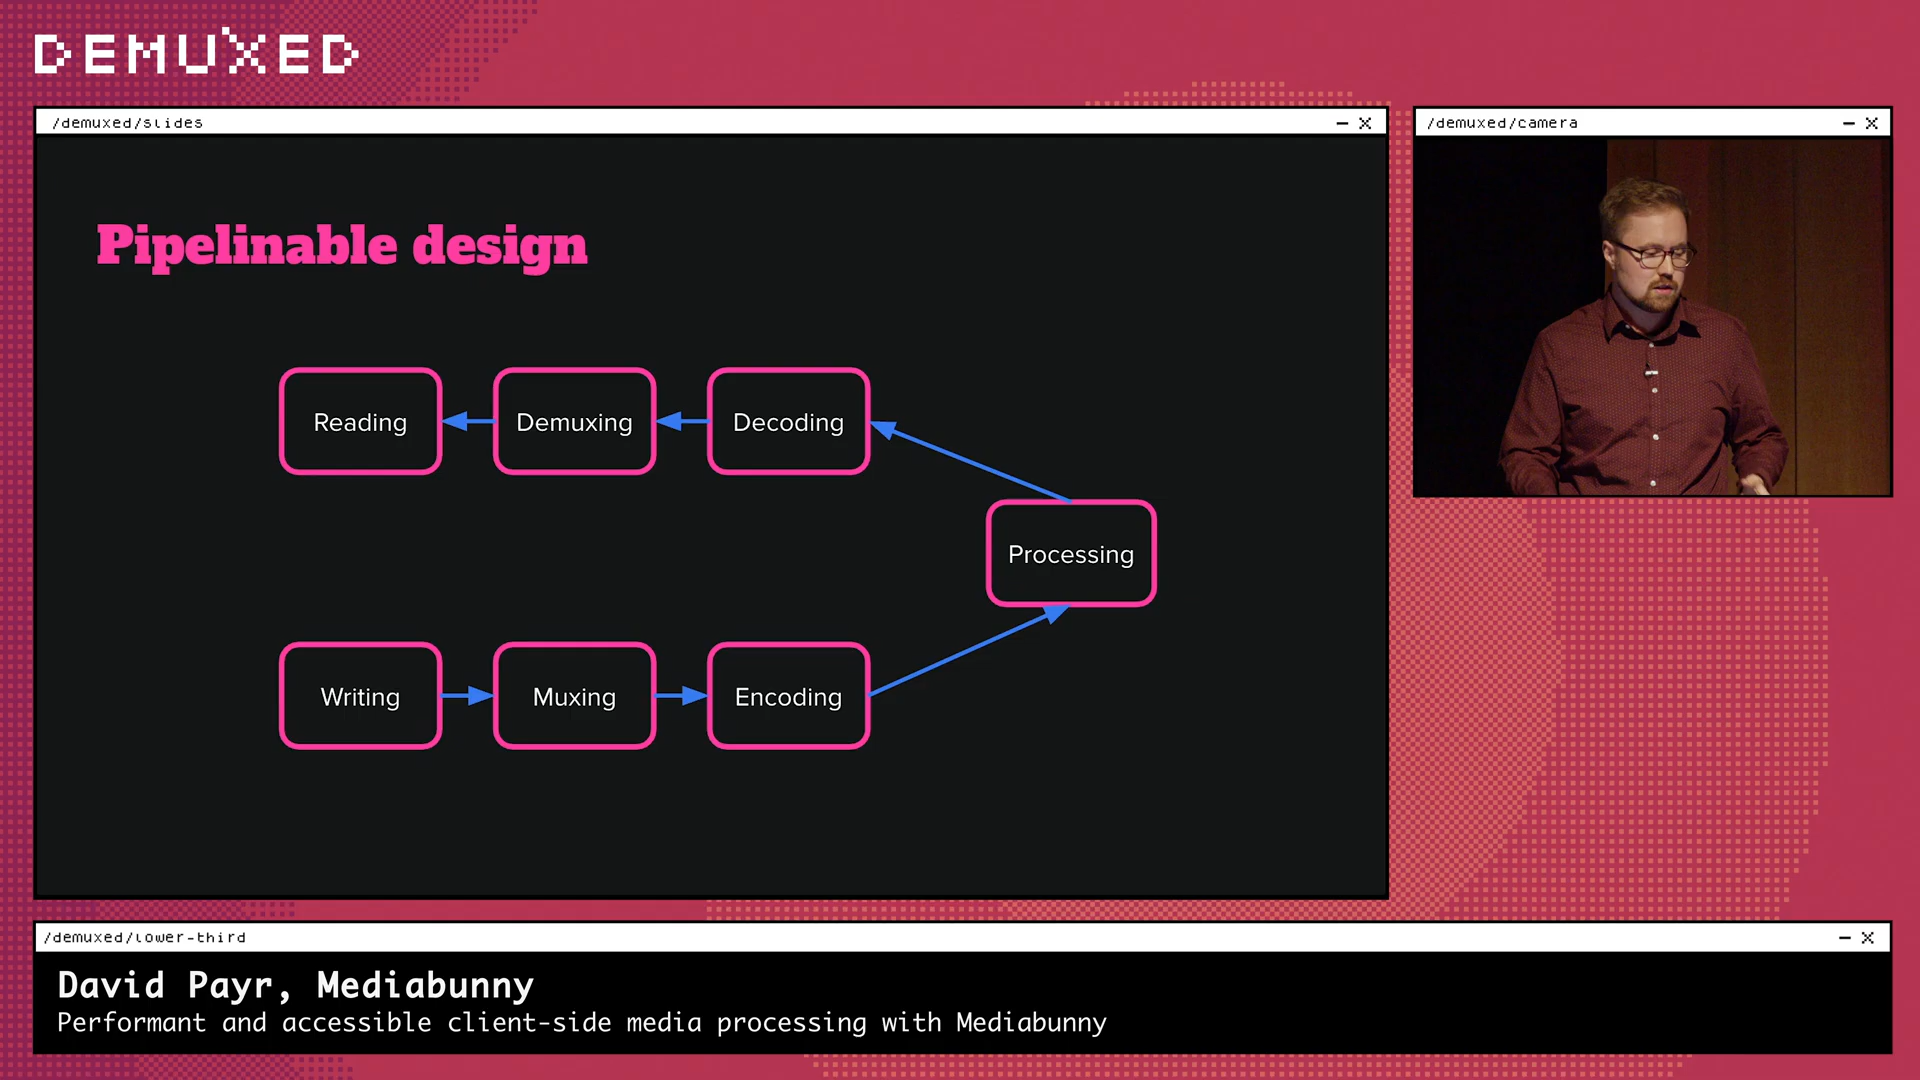 DEMUXED
/demuxed/slides
/demuxed/camera
Pipelinable design
Reading
Demuxing
Decoding
Processing
Writing
Muxing
Encoding
/demuxed/lower-third
David Payr, Mediabunny
Performant and accessible client-side media processing with Mediabunny